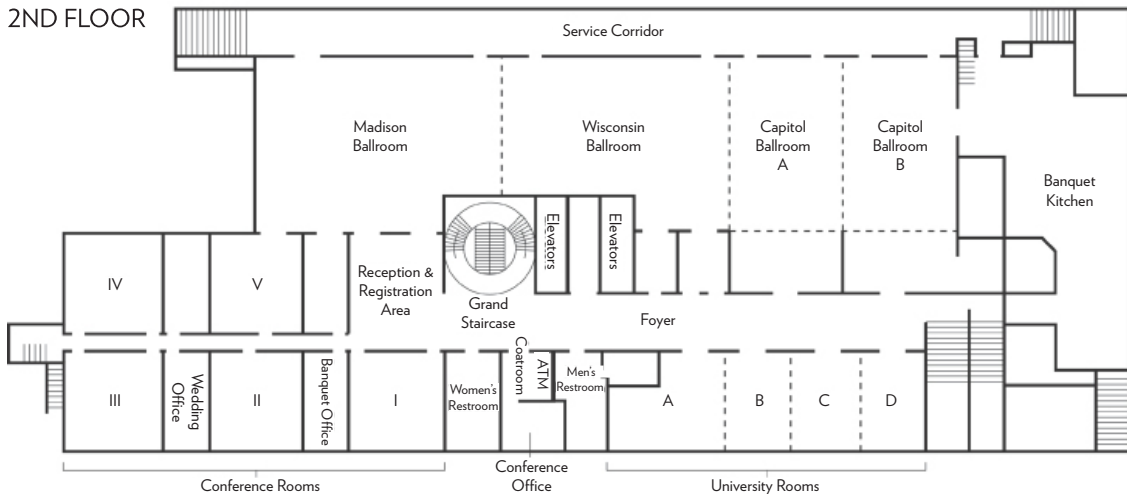 2ND FLOOR
Service Corridor
Madison
Ballroom
Wisconsin
Ballroom
Capitol
Ballroom
A
Capitol
Ballroom
B
Banquet
Kitchen
Elevators
Elevators
IV
V
Reception &
Registration
Area
Grand
Staircase
Foyer
III
Wedding
Office
II
Banquet Office
I
Women's
Restroom
Coatroom
ATM
Men's
Restroom
A
B
C
D
Conference Rooms
Conference
Office
University Rooms